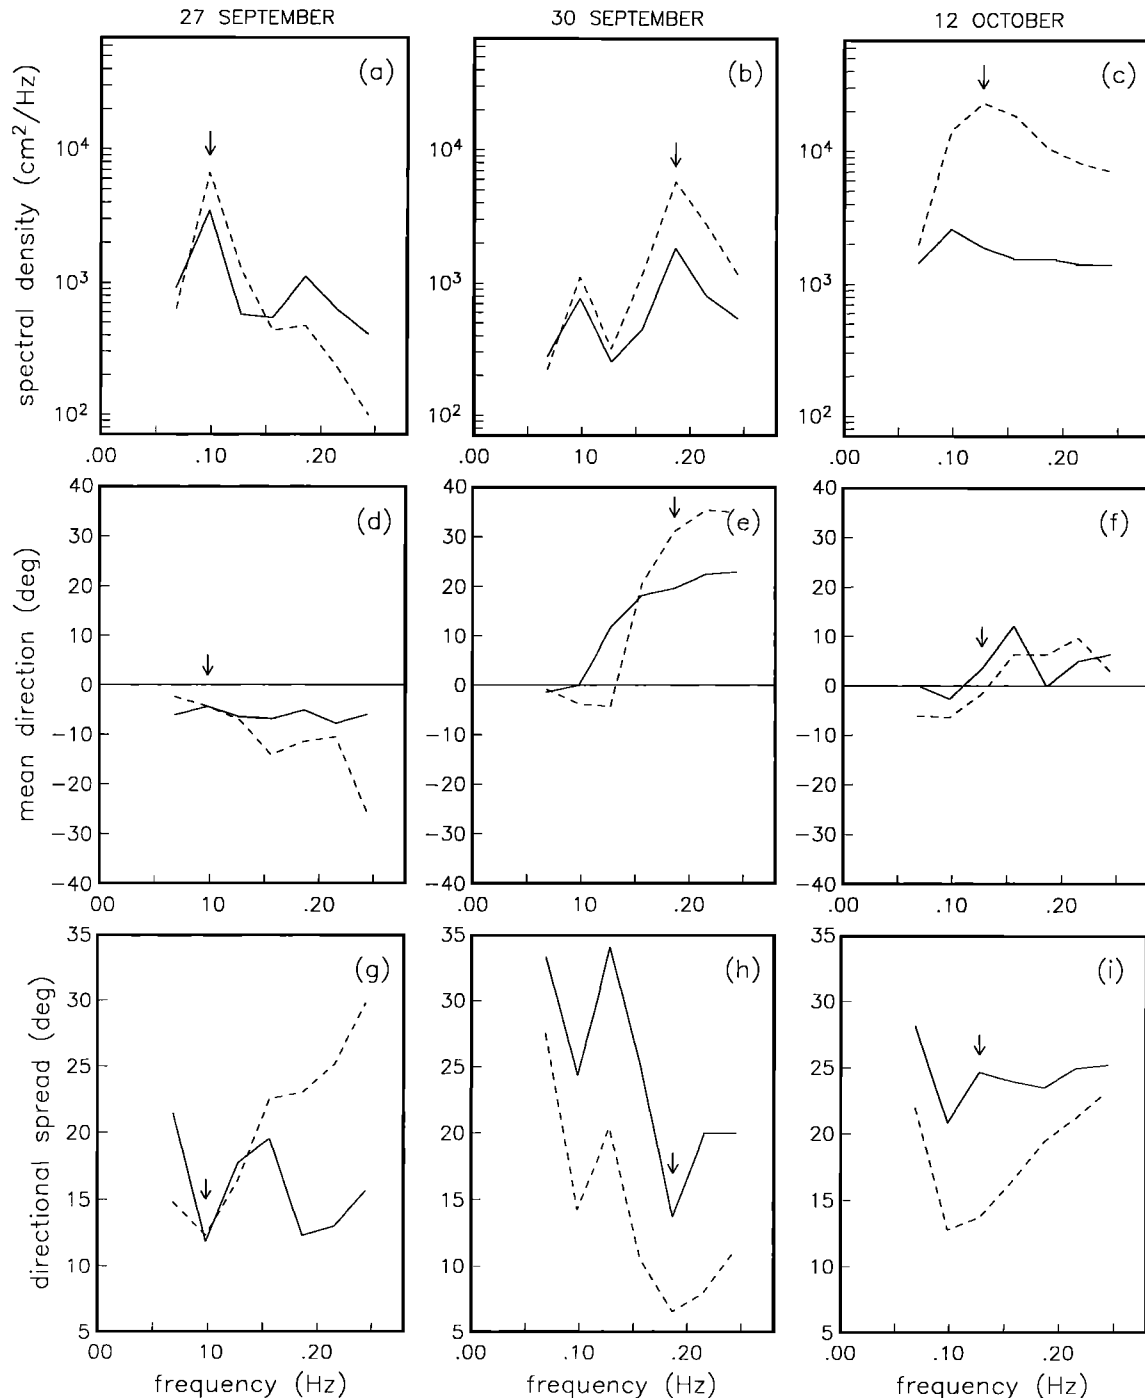 27 SEPTEMBER
30 SEPTEMBER
12 OCTOBER
spectral density (cm²/Hz)
(a)
10⁴
10³
10²
.00 .10 .20
(b)
10⁴
10³
10²
.00 .10 .20
(c)
10⁴
10³
10²
.00 .10 .20
mean direction (deg)
(d)
40
30
20
10
0
−10
−20
−30
−40
00 10 .20
(e)
40
30
20
10
0
−10
−20
−30
−40
.00 .10 .20
(f)
40
30
20
10
0
−10
−20
−30
−40
.00 .10 .20
directional spread (deg)
(g)
35
30
25
20
15
10
5
00 .10 .20
frequency (Hz)
(h)
35
30
25
20
15
10
5
.00 .10 .20
frequency (Hz)
(i)
35
30
25
20
15
10
5
.00 .10 .20
frequency (Hz)